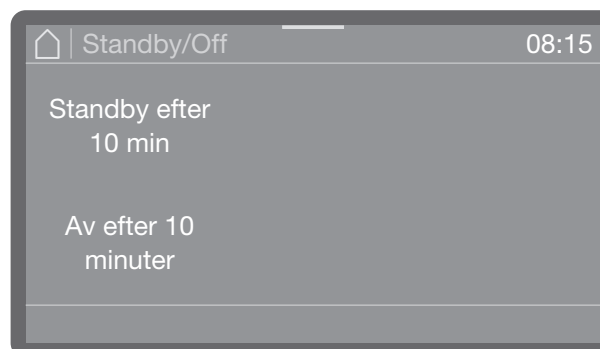 Standby/Off
08:15
Standby efter
10 min
Av efter 10
minuter